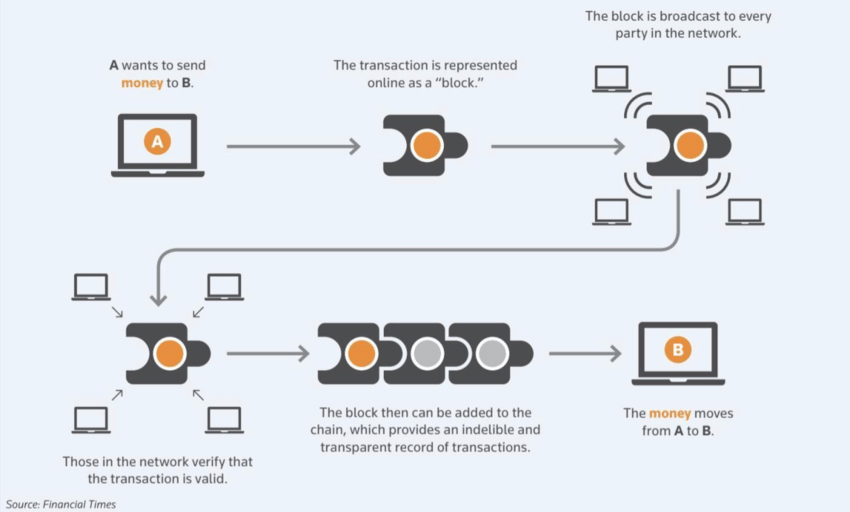 A wants to send
money to B.
A
The transaction is represented
online as a “block.”
The block is broadcast to every
party in the network.
Those in the network verify that
the transaction is valid.
The block then can be added to the
chain, which provides an indelible and
transparent record of transactions.
B
The money moves
from A to B.
Source: Financial Times